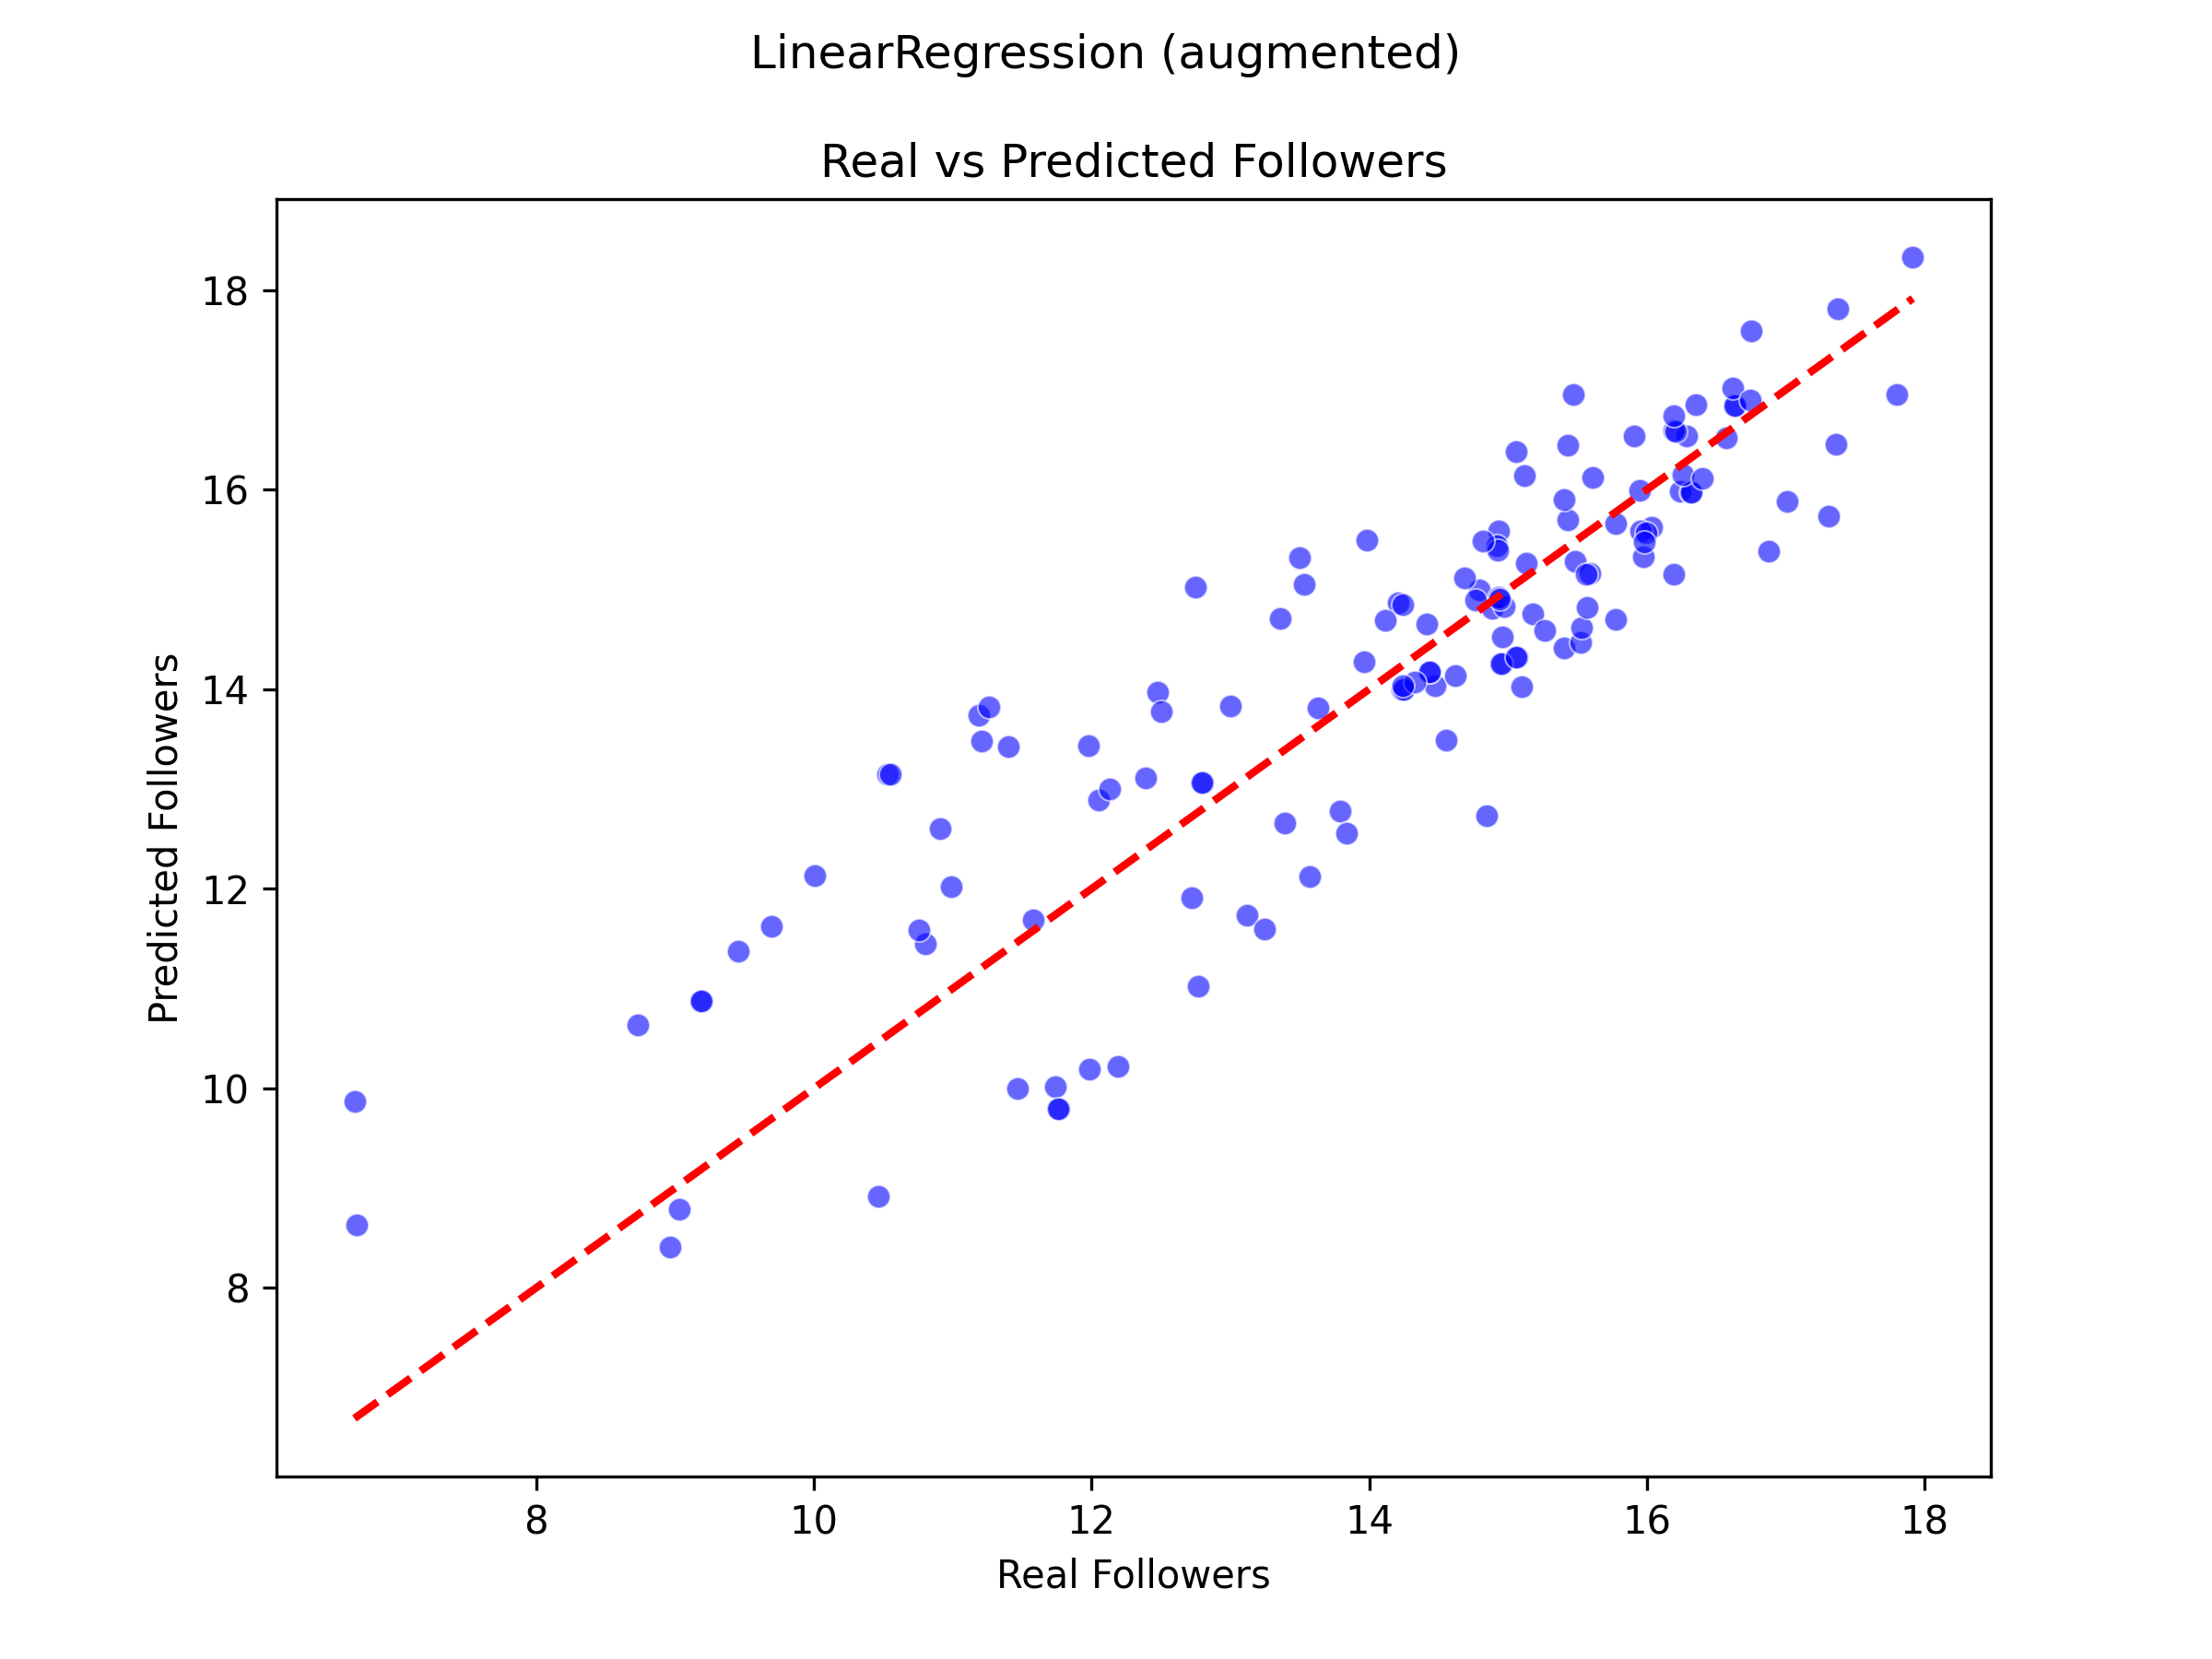 LinearRegression (augmented)
Real vs Predicted Followers
18
16
14
12
10
8
Predicted Followers
8 10 12 14 16 18
Real Followers